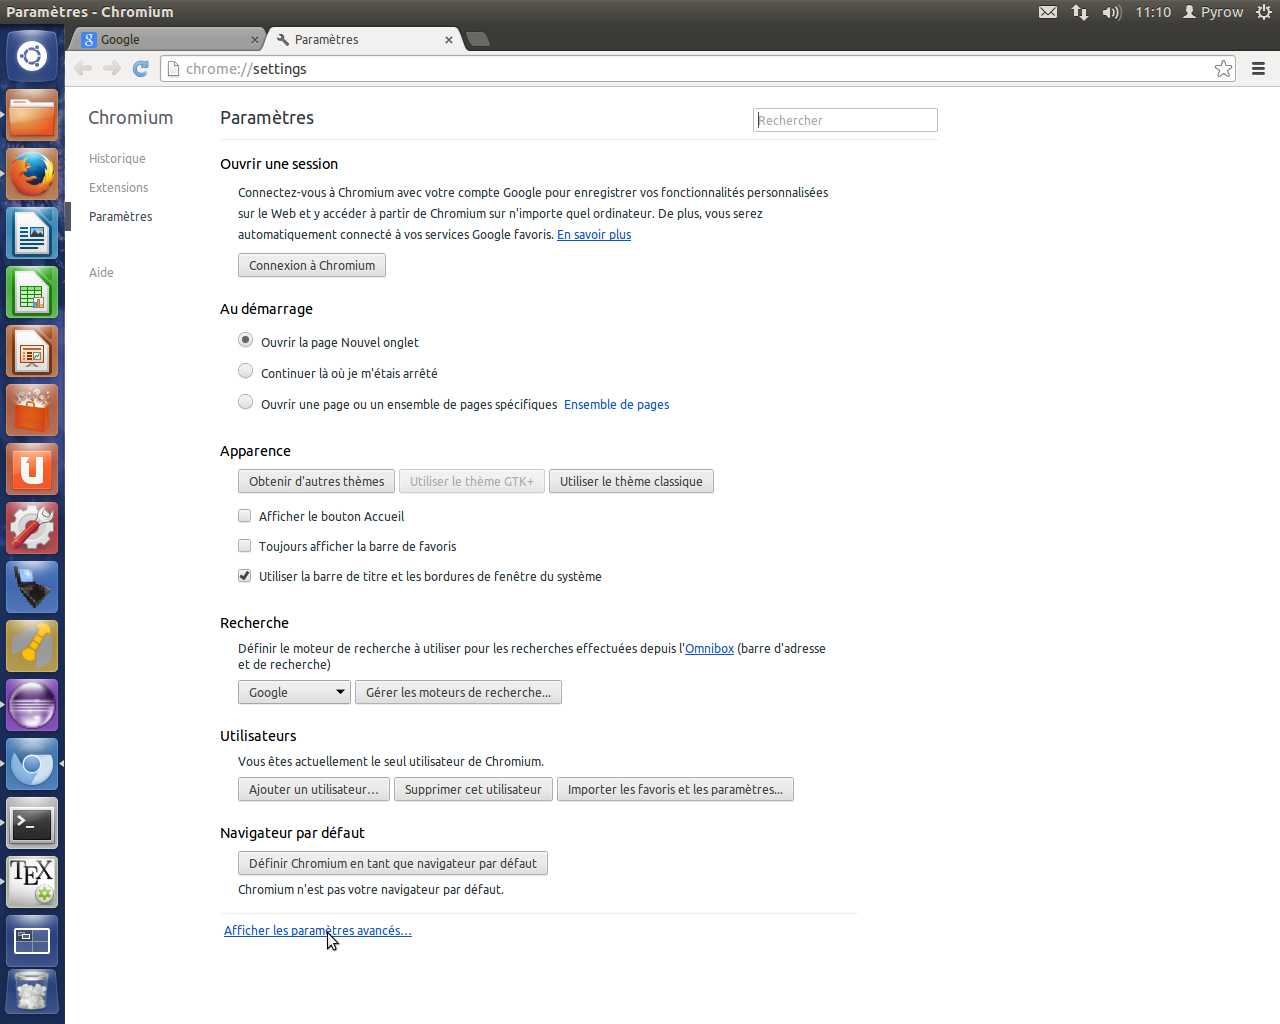 Paramètres - Chromium
11:10
Pyrow
Google
Paramètres
chrome://settings
Chromium
Historique
Extensions
Paramètres
Aide
Paramètres
Rechercher
Ouvrir une session
Connectez-vous à Chromium avec votre compte Google pour enregistrer vos fonctionnalités personnalisées
sur le Web et y accéder à partir de Chromium sur n'importe quel ordinateur. De plus, vous serez
automatiquement connecté à vos services Google favoris. En savoir plus
Connexion à Chromium
Au démarrage
Ouvrir la page Nouvel onglet
Continuer là où je m'étais arrêté
Ouvrir une page ou un ensemble de pages spécifiques Ensemble de pages
Apparence
Obtenir d'autres thèmes Utiliser le thème GTK+ Utiliser le thème classique
Afficher le bouton Accueil
Toujours afficher la barre de favoris
Utiliser la barre de titre et les bordures de fenêtre du système
Recherche
Définir le moteur de recherche à utiliser pour les recherches effectuées depuis l'Omnibox (barre d'adresse
et de recherche)
Google Gérer les moteurs de recherche...
Utilisateurs
Vous êtes actuellement le seul utilisateur de Chromium.
Ajouter un utilisateur... Supprimer cet utilisateur Importer les favoris et les paramètres...
Navigateur par défaut
Définir Chromium en tant que navigateur par défaut
Chromium n'est pas votre navigateur par défaut.
Afficher les paramètres avancés...
TEX